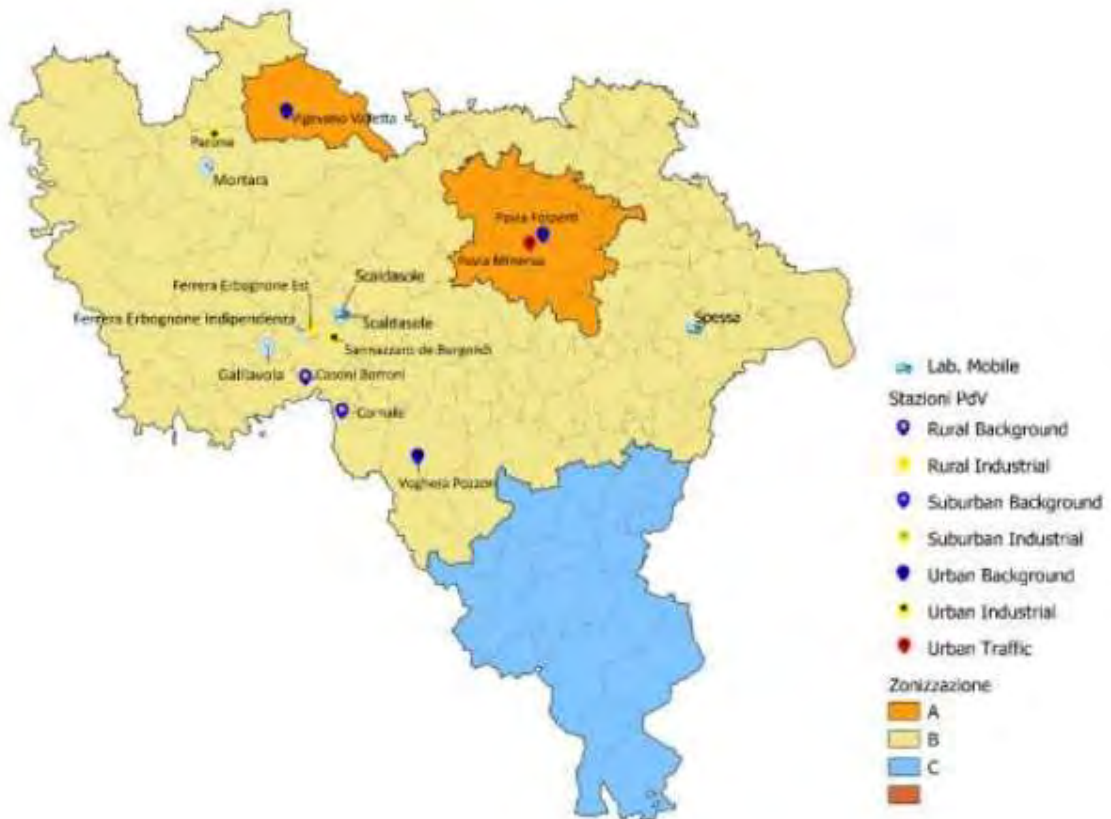 Vigevano Valletta
Parona
Mortara
Pavia Folperti
Pavia Minerva
Ferrera Erbognone Est
Scaldasole
Ferrera Erbognone Indipendenza
Scaldasole
Spessa
Sannazzaro de Burgondi
Gallavola
Casoni Borroni
Cornale
Voghera Pozzoni
Lab. Mobile
Stazioni PdV
Rural Background
Rural Industrial
Suburban Background
Suburban Industrial
Urban Background
Urban Industrial
Urban Traffic
Zonizzazione
A
B
C